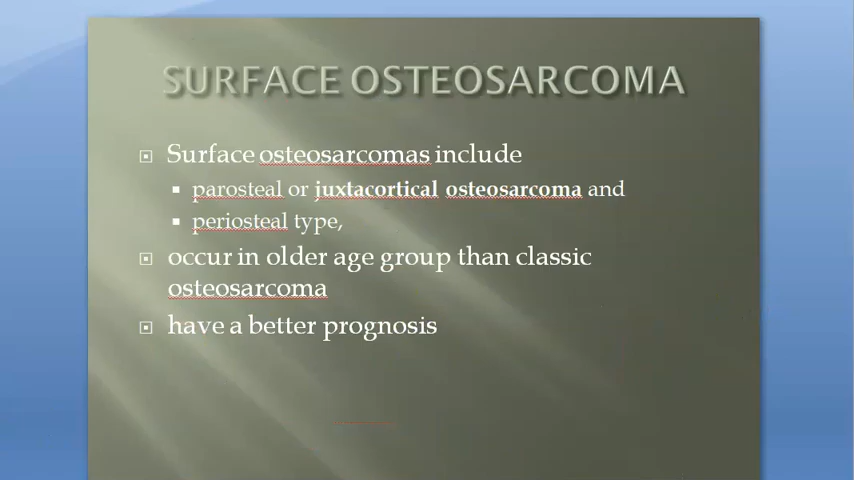 SURFACE OSTEOSARCOMA
Surface osteosarcomas include
parosteal or juxtacortical osteosarcoma and
periosteal type,
occur in older age group than classic
osteosarcoma
have a better prognosis